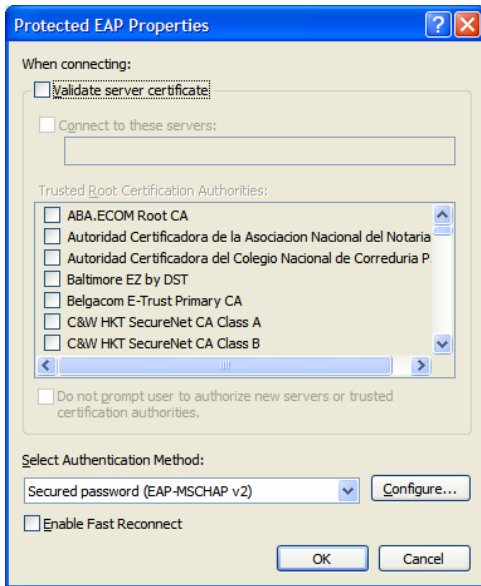 Protected EAP Properties
When connecting:
Validate server certificate
Connect to these servers:
Trusted Root Certification Authorities:
ABA.ECOM Root CA
Autoridad Certificadora de la Asociacion Nacional del Notaria
Autoridad Certificadora del Colegio Nacional de Correduria P
Baltimore EZ by DST
Belgacom E-Trust Primary CA
C&W HKT SecureNet CA Class A
C&W HKT SecureNet CA Class B
Do not prompt user to authorize new servers or trusted
certification authorities.
Select Authentication Method:
Secured password (EAP-MSCHAP v2)
Configure...
Enable Fast Reconnect
OK Cancel